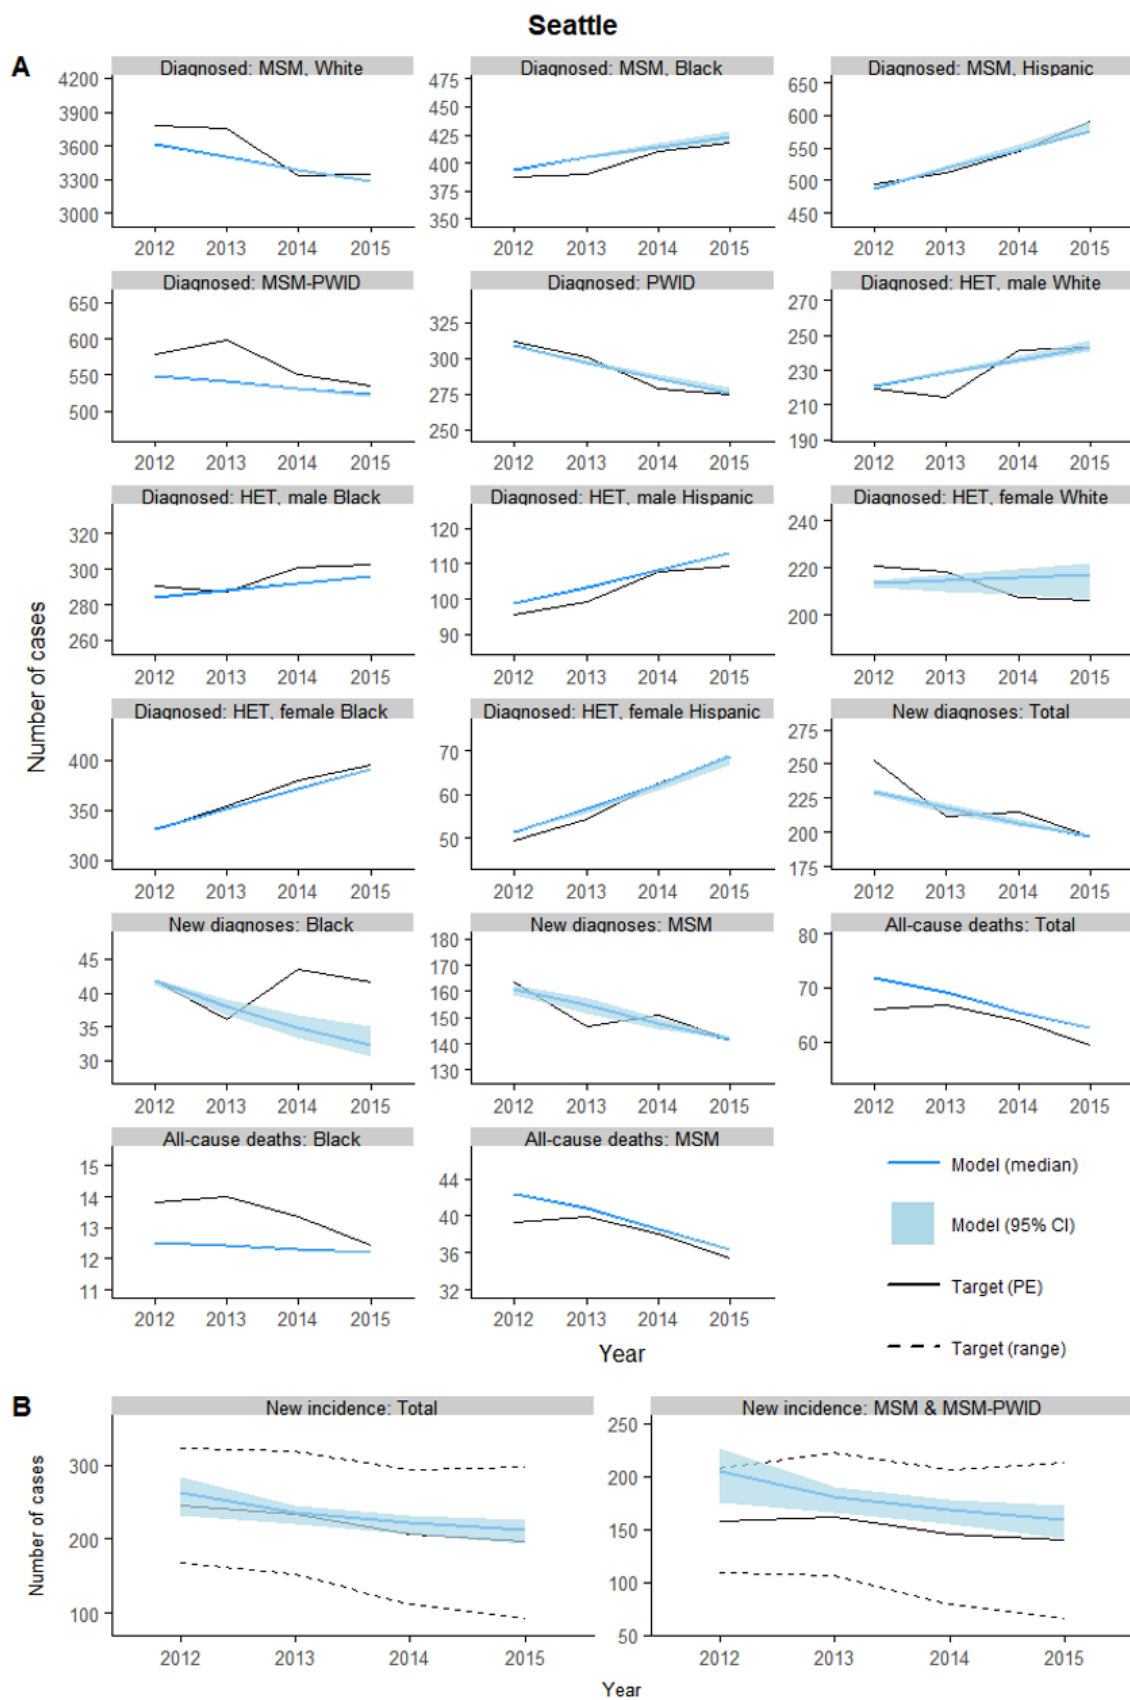 Seattle
A
Diagnosed: MSM, White
Diagnosed: MSM, Black
Diagnosed: MSM, Hispanic
4200
3900
3600
3300
3000
475
450
425
400
375
350
650
600
550
500
450
2012 2013 2014 2015
2012 2013 2014 2015
2012 2013 2014 2015
Diagnosed: MSM-PWID
Diagnosed: PWID
Diagnosed: HET, male White
650
600
550
500
325
300
275
250
270
250
230
210
190
2012 2013 2014 2015
2012 2013 2014 2015
2012 2013 2014 2015
Diagnosed: HET, male Black
Diagnosed: HET, male Hispanic
Diagnosed: HET, female White
320
300
280
260
120
110
100
90
240
220
200
2012 2013 2014 2015
2012 2013 2014 2015
2012 2013 2014 2015
Number of cases
Diagnosed: HET, female Black
Diagnosed: HET, female Hispanic
New diagnoses: Total
400
350
300
70
60
50
275
250
225
200
175
2012 2013 2014 2015
2012 2013 2014 2015
2012 2013 2014 2015
New diagnoses: Black
New diagnoses: MSM
All-cause deaths: Total
45
40
35
30
180
170
160
150
140
130
80
70
60
2012 2013 2014 2015
2012 2013 2014 2015
2012 2013 2014 2015
All-cause deaths: Black
All-cause deaths: MSM
15
14
13
12
11
44
40
36
32
2012 2013 2014 2015
2012 2013 2014 2015
Year
Model (median)
Model (95% CI)
Target (PE)
Target (range)
B
New incidence: Total
New incidence: MSM & MSM-PWID
Number of cases
300
200
100
250
200
150
100
50
2012 2013 2014 2015
2012 2013 2014 2015
Year